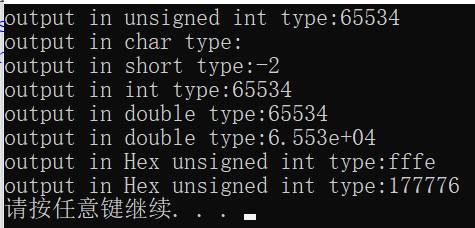 output in unsigned int type:65534
output in char type:
output in short type:-2
output in int type:65534
output in double type:65534
output in double type:6.553e+04
output in Hex unsigned int type:fffe
output in Hex unsigned int type:177776
请按任意键继续. . .